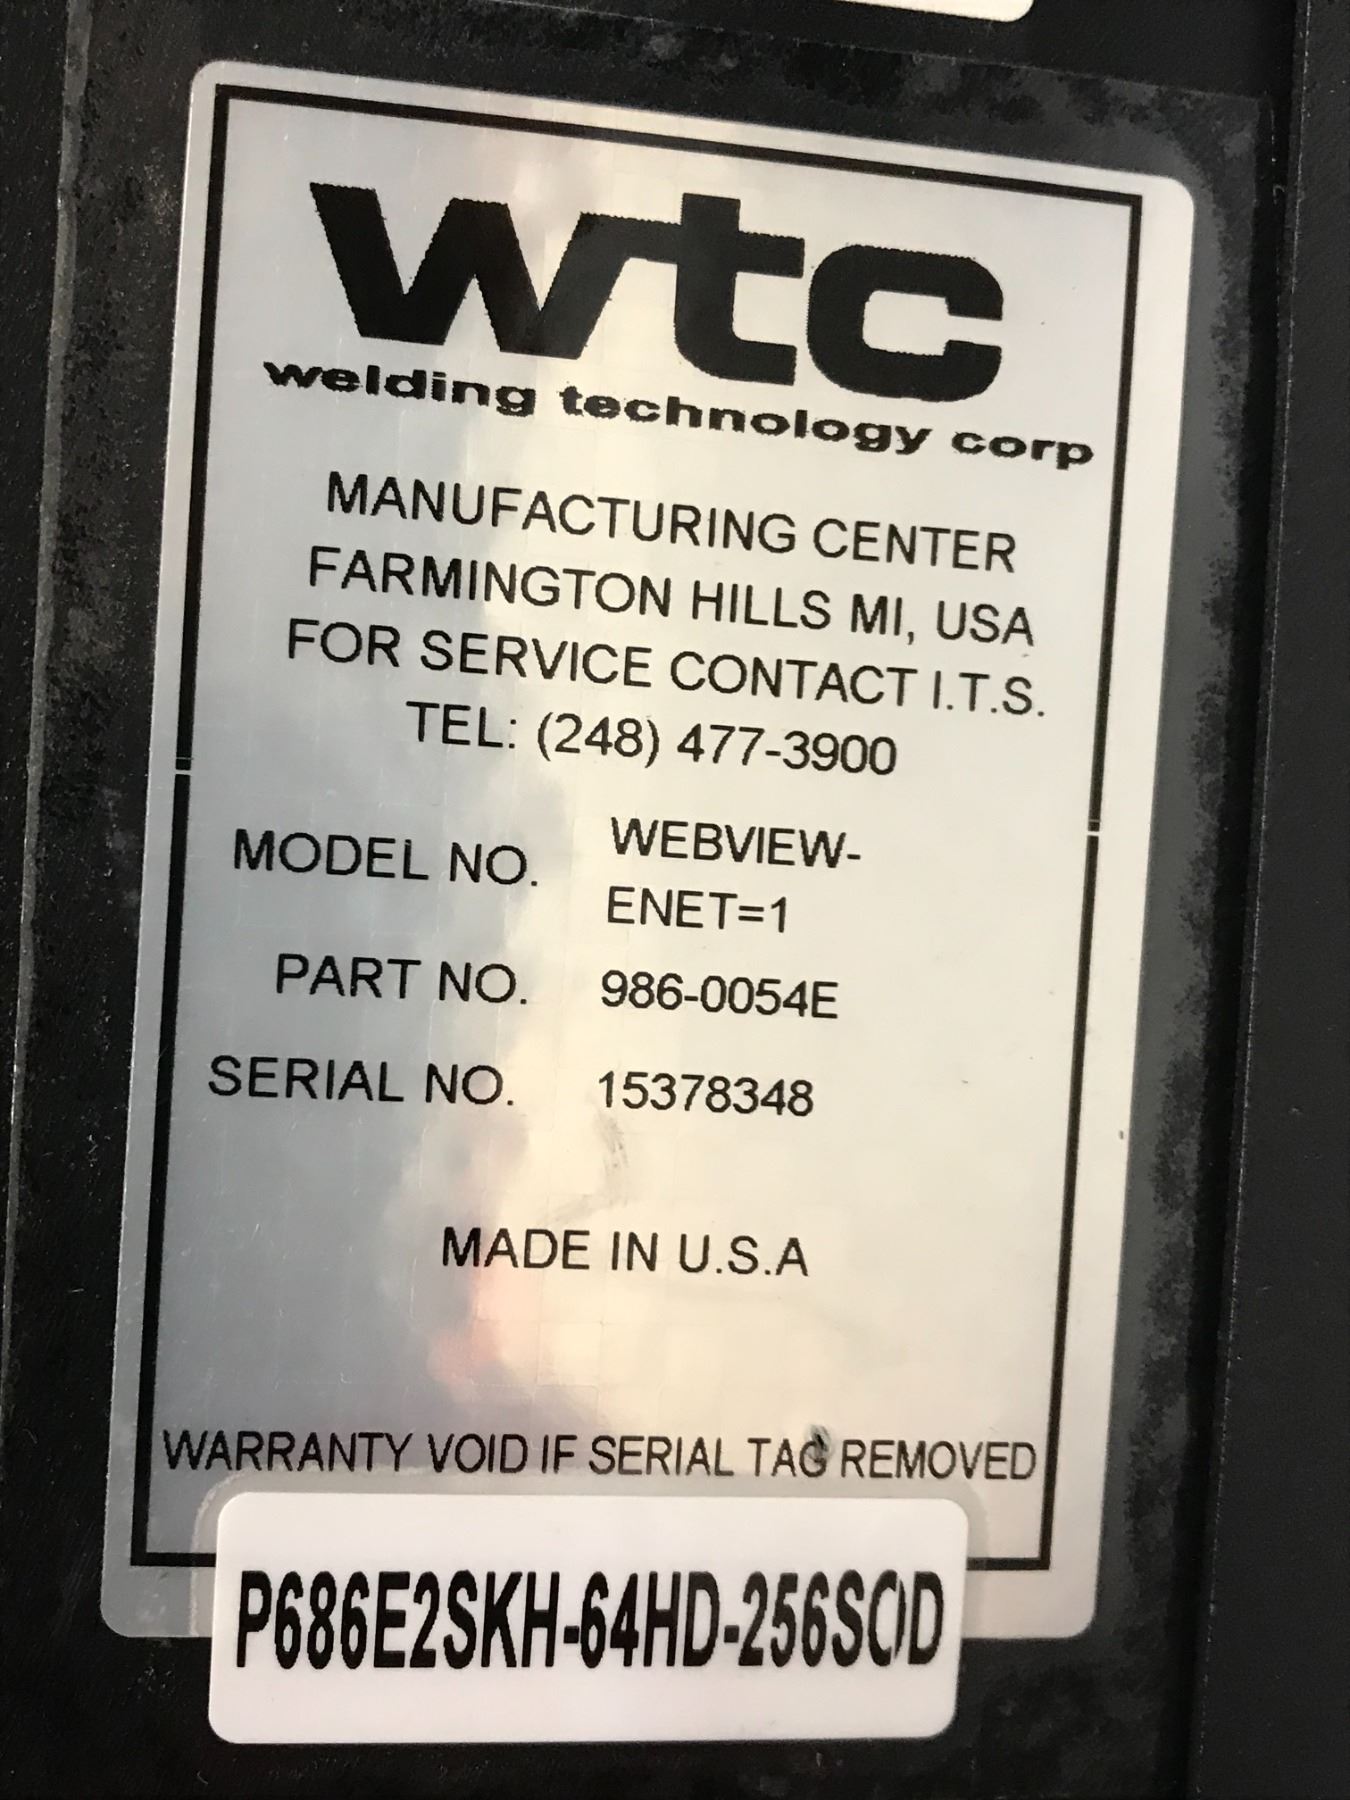 wtc
welding technology corp
MANUFACTURING CENTER
FARMINGTON HILLS MI, USA
FOR SERVICE CONTACT I.T.S.
TEL: (248) 477-3900
MODEL NO. WEBVIEW-
ENET=1
PART NO. 986-0054E
SERIAL NO. 15378348
MADE IN U.S.A
WARRANTY VOID IF SERIAL TAG REMOVED
P686E2SKH-64HD-256SOD